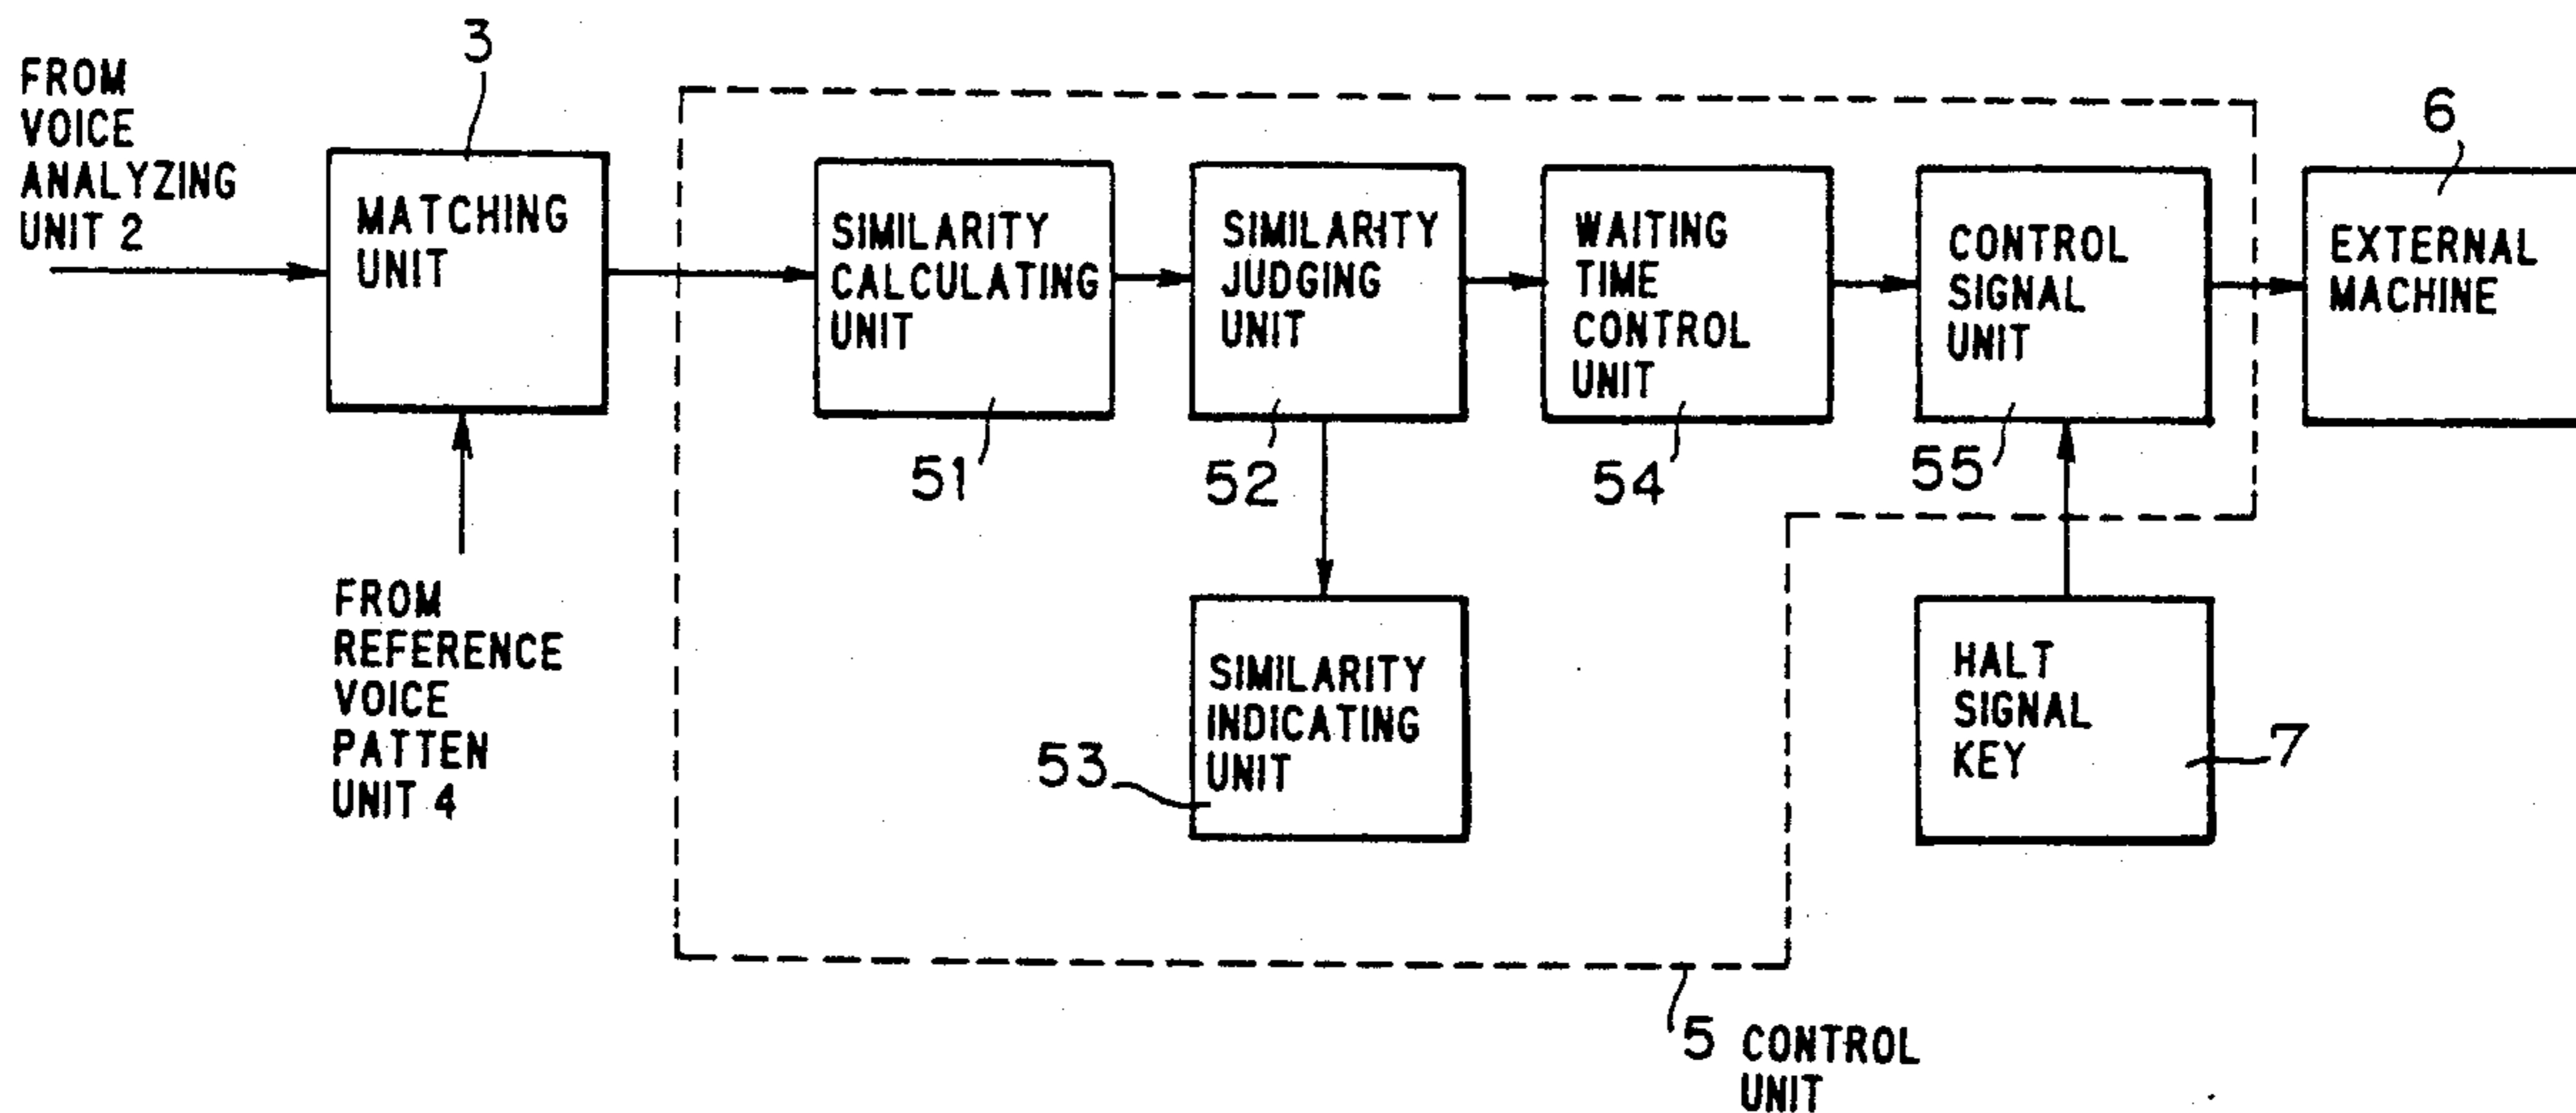 3
FROM
VOICE
ANALYZING
UNIT 2
MATCHING
UNIT
FROM
REFERENCE
VOICE
PATTEN
UNIT 4
SIMILARITY
CALCULATING
UNIT
51
SIMILARITY
JUDGING
UNIT
52
SIMILARITY
INDICATING
UNIT
53
WAITING
TIME
CONTROL
UNIT
54
CONTROL
SIGNAL
UNIT
55
6
EXTERNAL
MACHINE
HALT
SIGNAL
KEY
7
5 CONTROL
UNIT